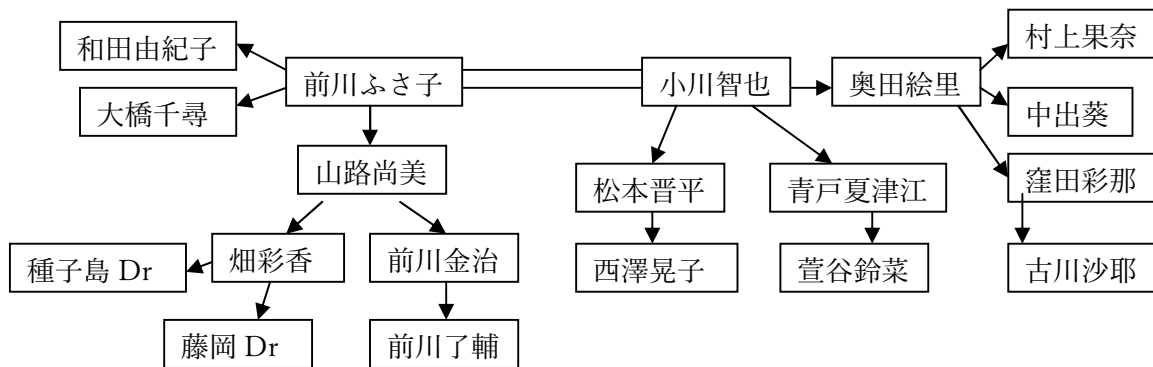 和田由紀子
村上果奈
前川ふさ子
小川智也
奥田絵里
大橋千尋
中出葵
山路尚美
松本晋平
青戸夏津江
窪田彩那
種子島 Dr
畑彩香
前川金治
西澤晃子
萱谷鈴菜
古川沙耶
藤岡 Dr
前川了輔